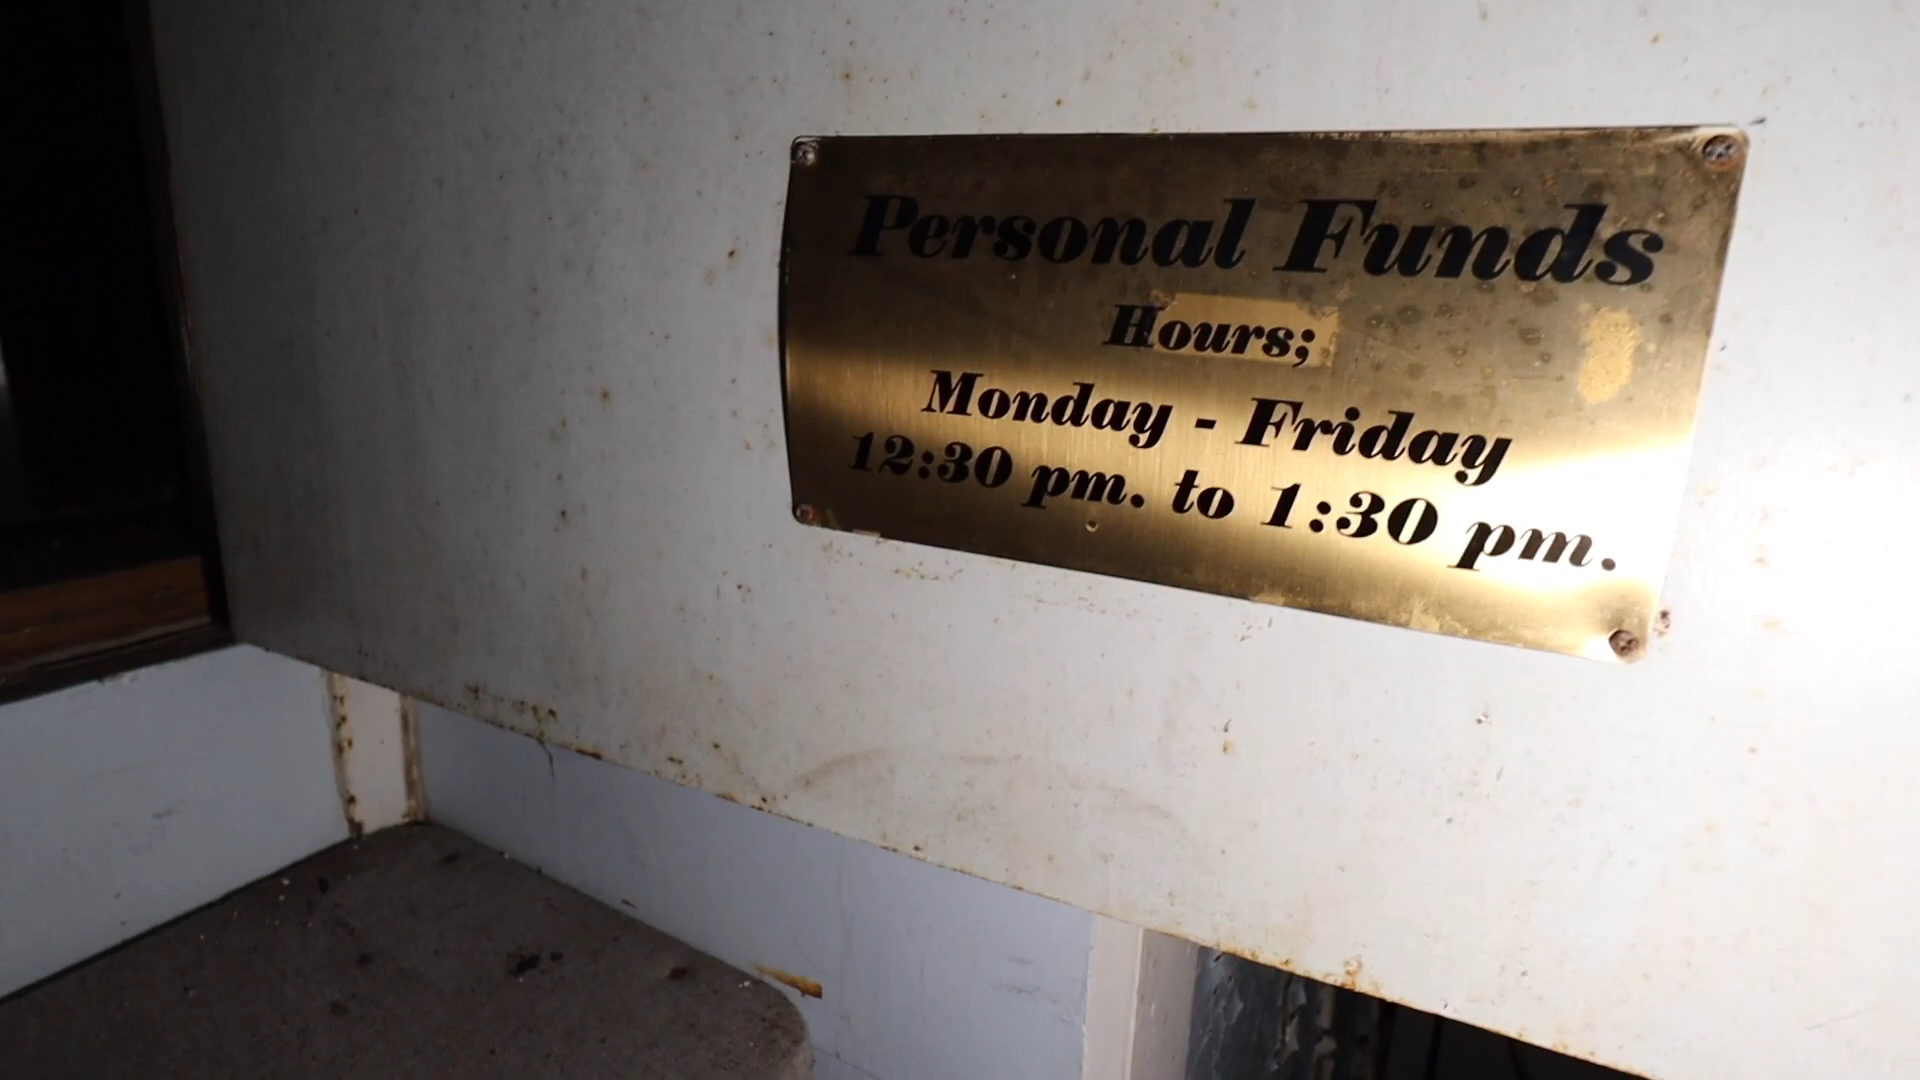 Personal Funds
Hours;
Monday - Friday
12:30 pm. to 1:30 pm.